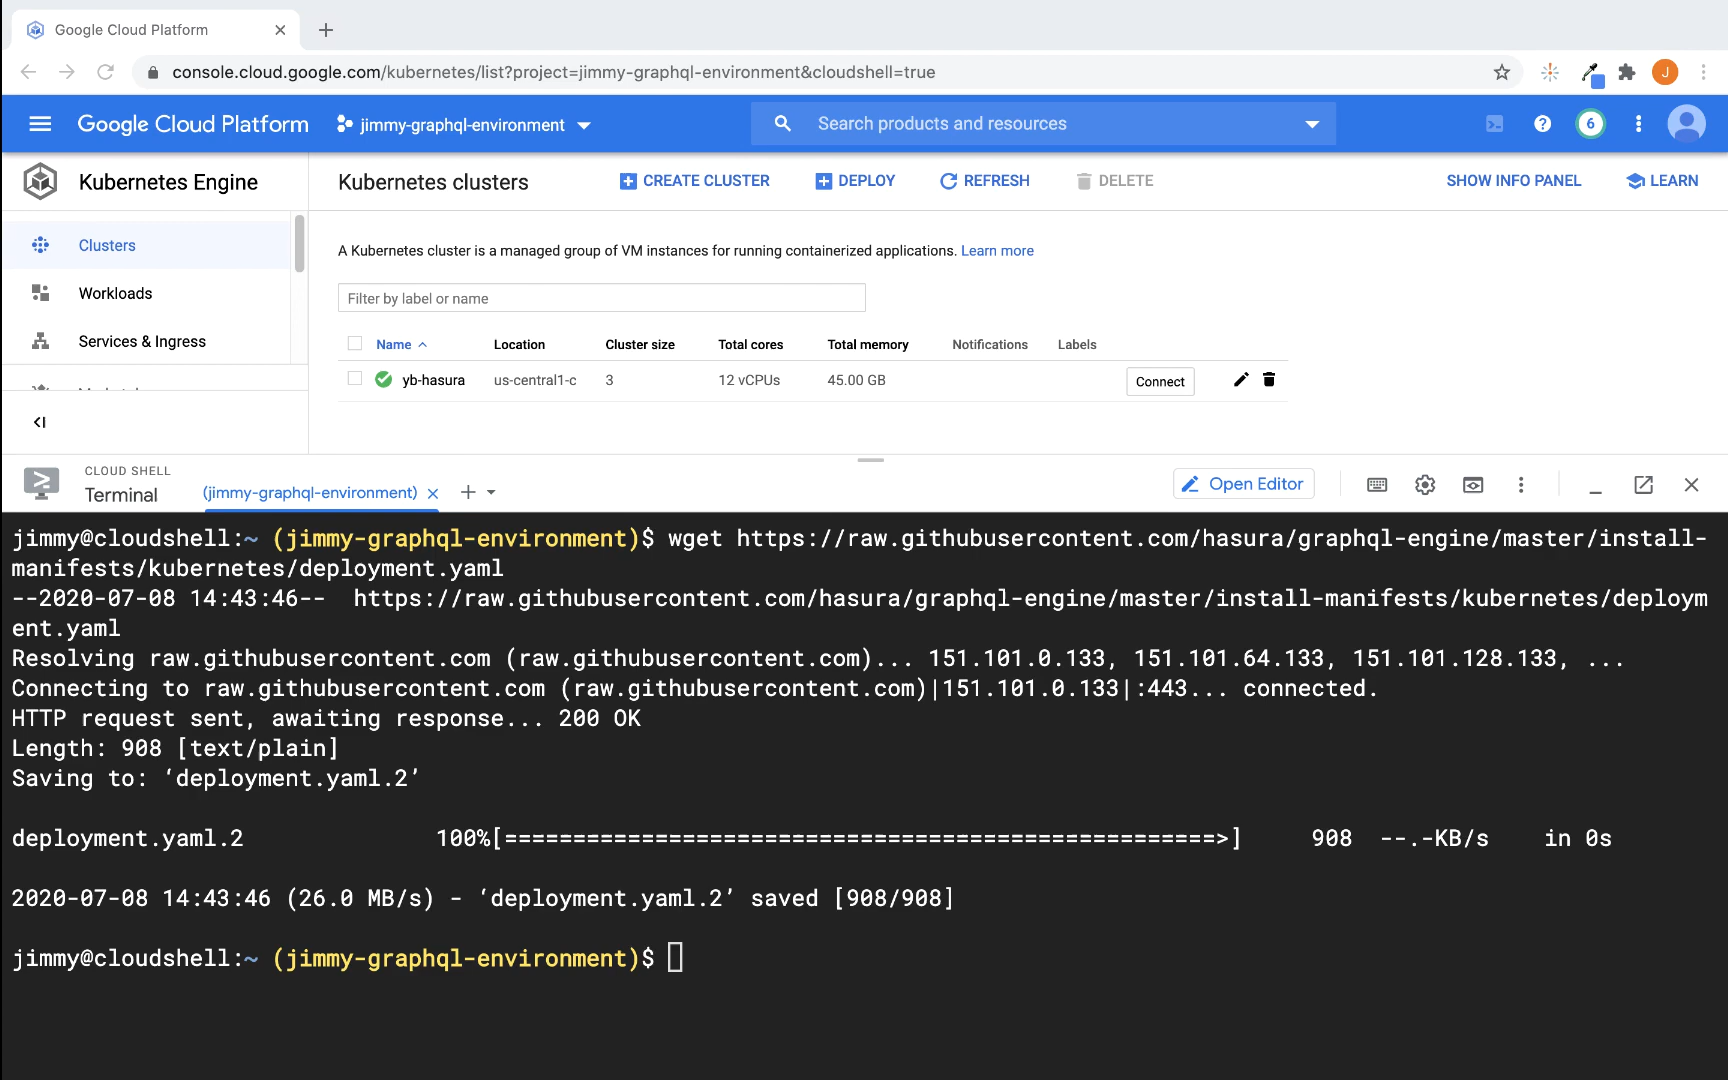 Google Cloud Platform
console.cloud.google.com/kubernetes/list?project=jimmy-graphql-environment&cloudshell=true
J
Google Cloud Platform
jimmy-graphql-environment
Search products and resources
6
Kubernetes Engine
Kubernetes clusters
CREATE CLUSTER
DEPLOY
REFRESH
DELETE
SHOW INFO PANEL
LEARN
Clusters
Workloads
Services & Ingress
A Kubernetes cluster is a managed group of VM instances for running containerized applications. Learn more
Filter by label or name
Name Location Cluster size Total cores Total memory Notifications Labels
yb-hasura us-central1-c 3 12 vCPUs 45.00 GB Connect
CLOUD SHELL
Terminal
(jimmy-graphql-environment)
Open Editor
jimmy@cloudshell:~ (jimmy-graphql-environment)$ wget https://raw.githubusercontent.com/hasura/graphql-engine/master/install-
manifests/kubernetes/deployment.yaml
--2020-07-08 14:43:46--  https://raw.githubusercontent.com/hasura/graphql-engine/master/install-manifests/kubernetes/deploym
ent.yaml
Resolving raw.githubusercontent.com (raw.githubusercontent.com)... 151.101.0.133, 151.101.64.133, 151.101.128.133, ...
Connecting to raw.githubusercontent.com (raw.githubusercontent.com)|151.101.0.133|:443... connected.
HTTP request sent, awaiting response... 200 OK
Length: 908 [text/plain]
Saving to: ‘deployment.yaml.2’
deployment.yaml.2 100%[====================================================>] 908 --.-KB/s in 0s
2020-07-08 14:43:46 (26.0 MB/s) - ‘deployment.yaml.2’ saved [908/908]
jimmy@cloudshell:~ (jimmy-graphql-environment)$